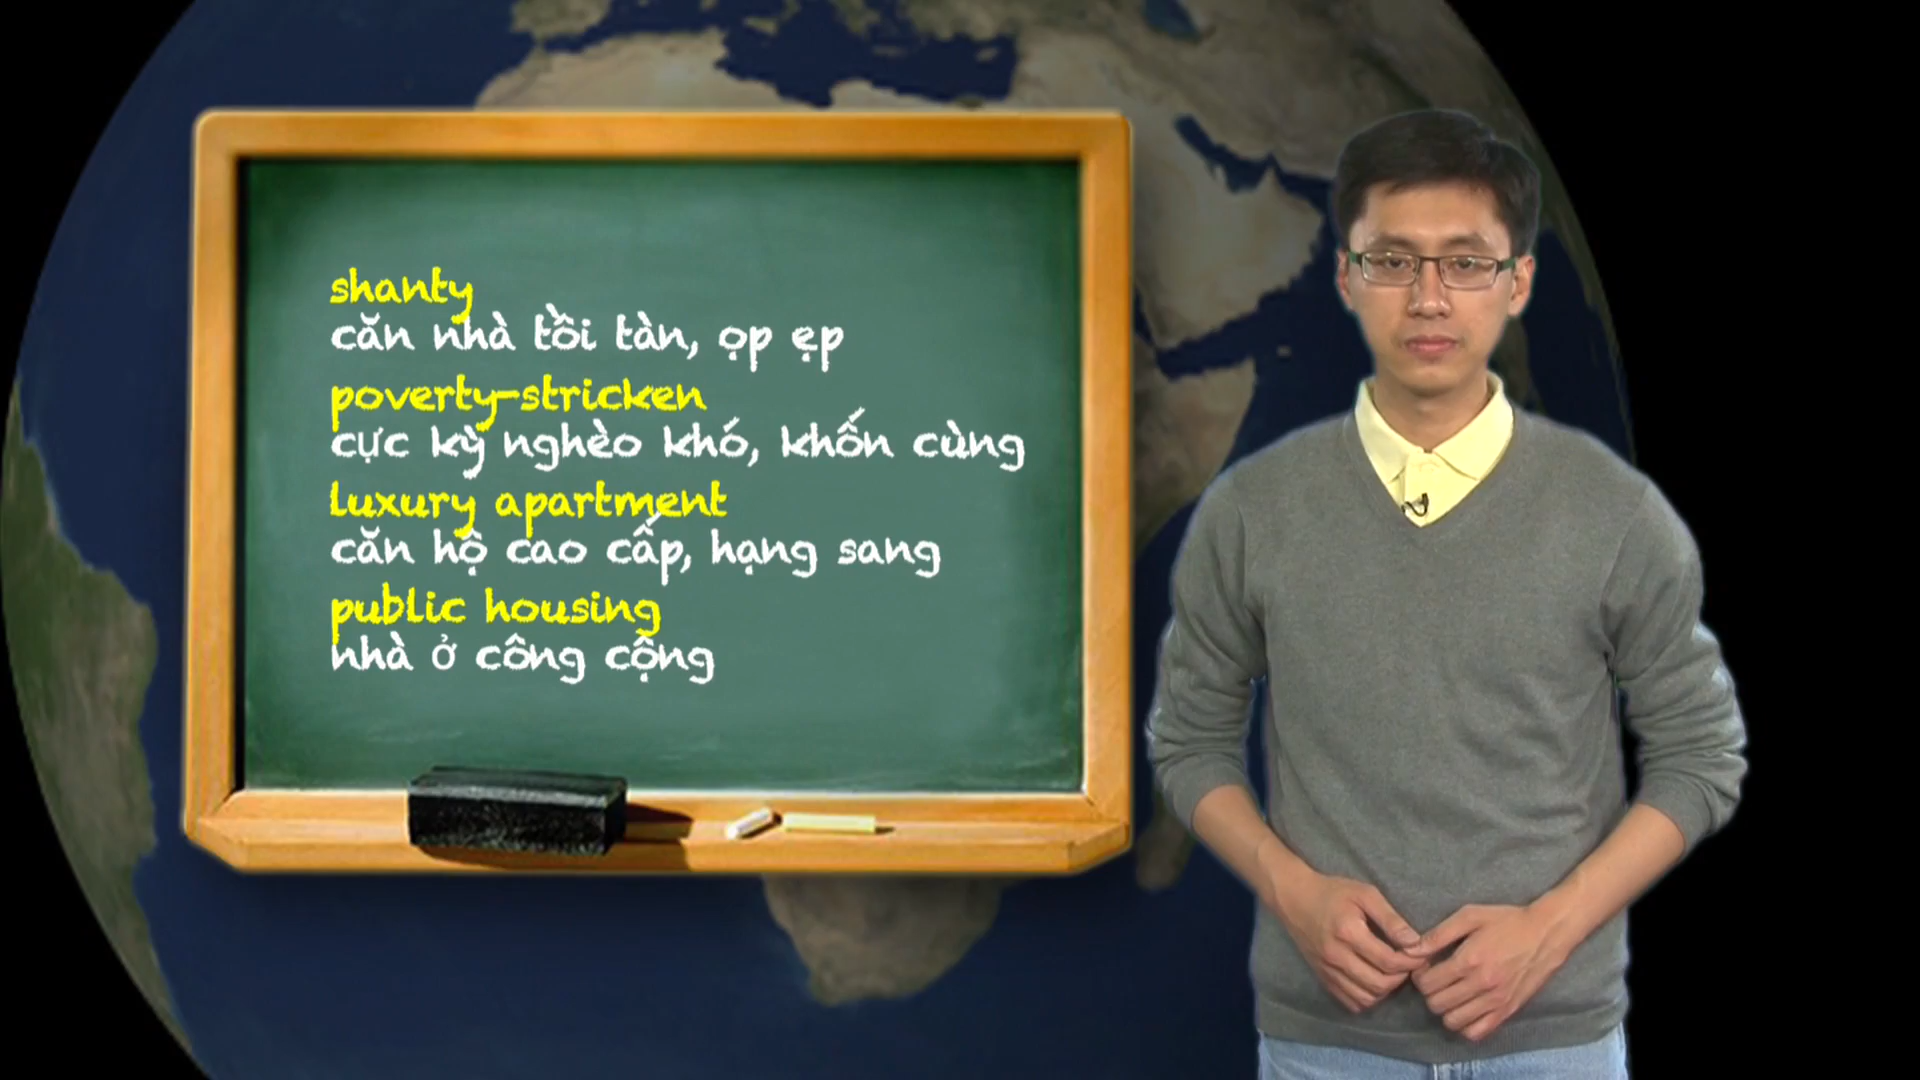 shanty
căn nhà tồi tàn, ọp ẹp
poverty-stricken
cực kỳ nghèo khó, khốn cùng
luxury apartment
căn hộ cao cấp, hạng sang
public housing
nhà ở công cộng